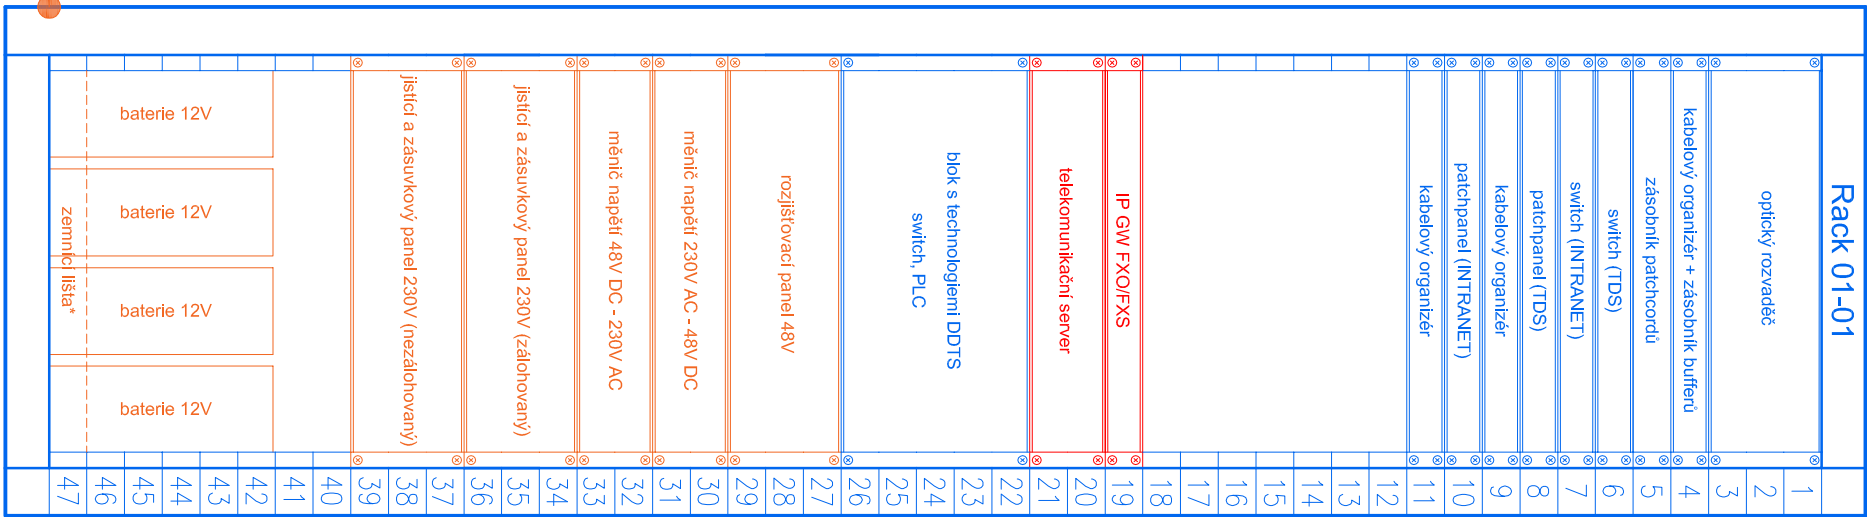 Rack 01-01
optický rozvaděč
kabelový organizér + zásobník bufferů
zásobník patchcordů
switch (TDS)
switch (INTRANET)
patchpanel (TDS)
kabelový organizér
patchpanel (INTRANET)
kabelový organizér
IP GW FXO/FXS
telekomunikační server
blok s technologiemi DDTS
switch, PLC
rozjišťovací panel 48V
měnič napětí 230V AC - 48V DC
měnič napětí 48V DC - 230V AC
jistící a zásuvkový panel 230V (zálohovaný)
jistící a zásuvkový panel 230V (nezálohovaný)
baterie 12V
baterie 12V
baterie 12V
baterie 12V
zemnící lišta*
1
2
3
4
5
6
7
8
9
10
11
12
13
14
15
16
17
18
19
20
21
22
23
24
25
26
27
28
29
30
31
32
33
34
35
36
37
38
39
40
41
42
43
44
45
46
47